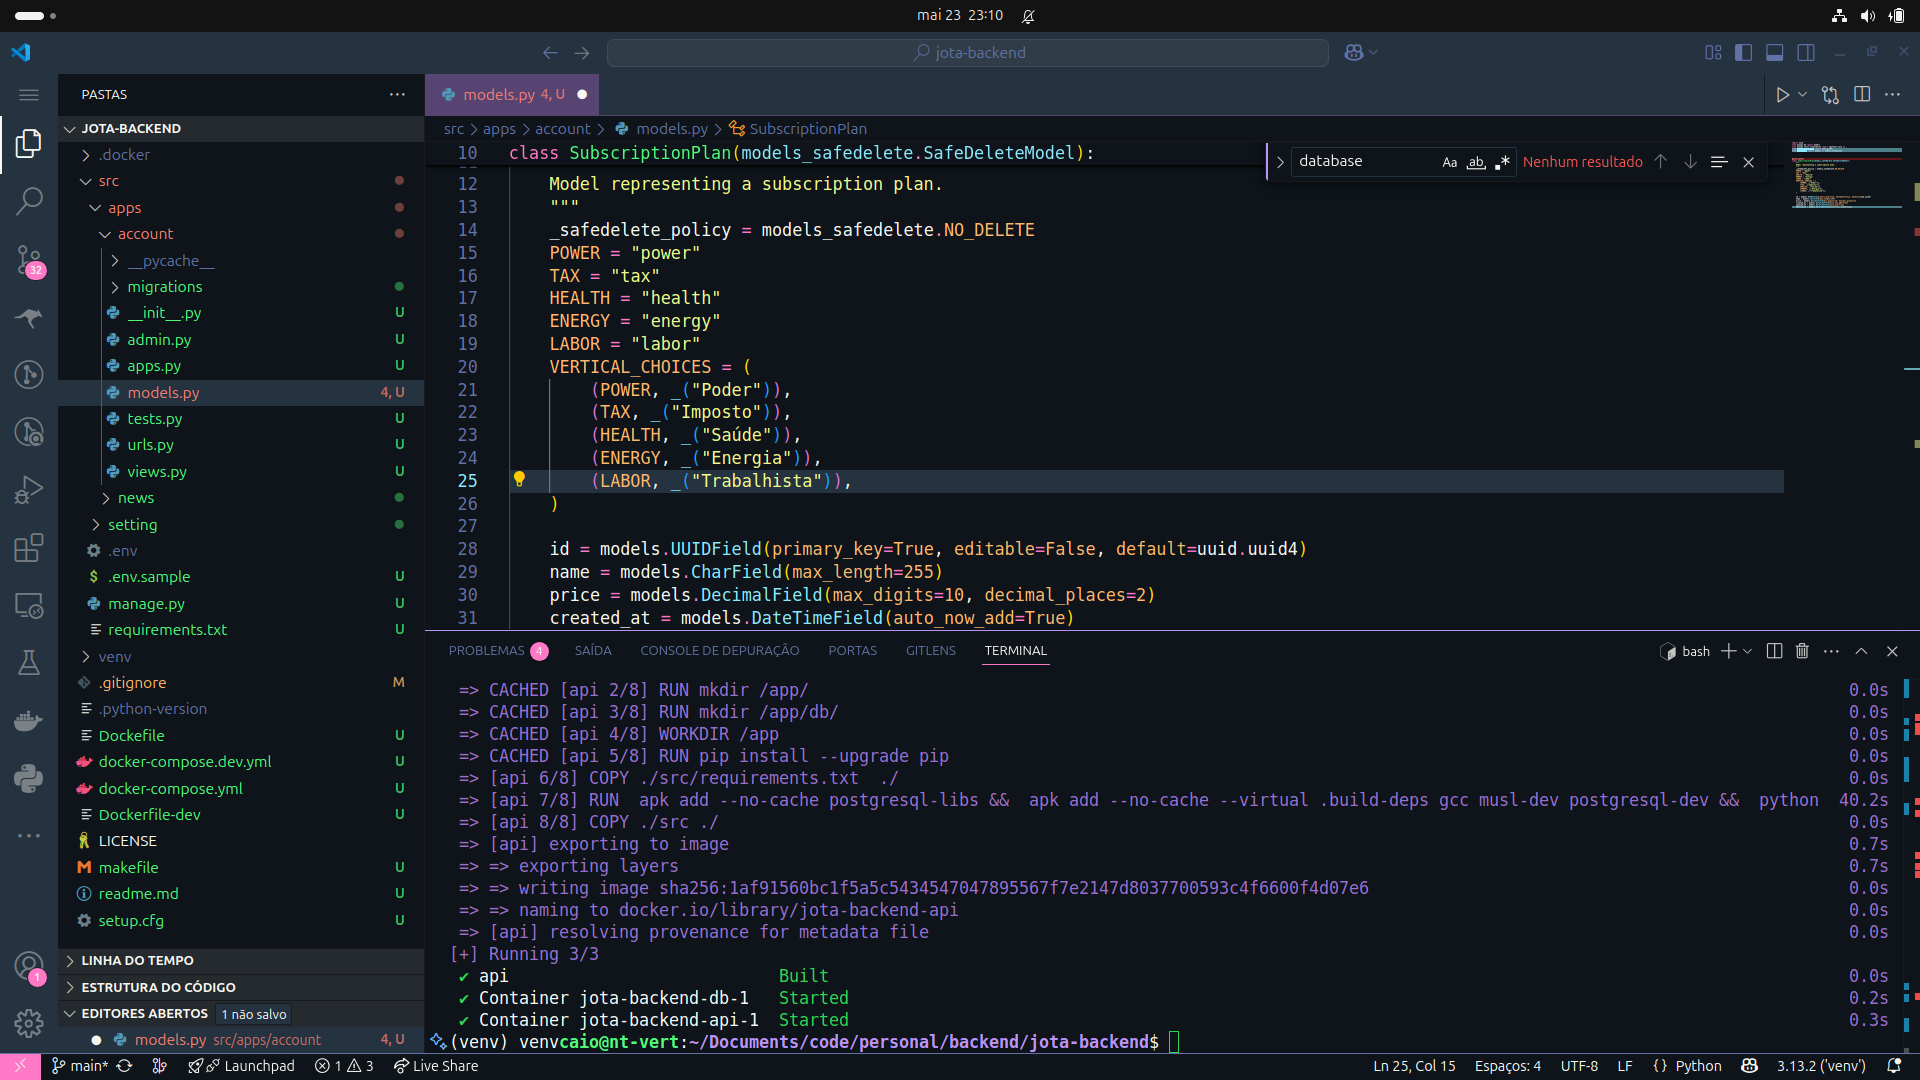 mai 23 23:10
jota-backend
PASTAS
JOTA-BACKEND
.docker
src
apps
account
__pycache__
migrations
__init__.py U
admin.py U
apps.py U
models.py 4, U
tests.py U
urls.py U
views.py U
news
setting
.env
.env.sample U
manage.py U
requirements.txt U
venv
.gitignore M
.python-version
Dockefile U
docker-compose.dev.yml U
docker-compose.yml U
Dockerfile-dev U
LICENSE
makefile U
readme.md U
setup.cfg U
LINHA DO TEMPO
ESTRUTURA DO CÓDIGO
EDITORES ABERTOS 1 não salvo
models.py src/apps/account 4, U
32
1
models.py 4, U
src > apps > account > models.py > SubscriptionPlan
10 class SubscriptionPlan(models_safedelete.SafeDeleteModel):
database Aa ab .* Nenhum resultado
12 Model representing a subscription plan.
13 """
14 _safedelete_policy = models_safedelete.NO_DELETE
15 POWER = "power"
16 TAX = "tax"
17 HEALTH = "health"
18 ENERGY = "energy"
19 LABOR = "labor"
20 VERTICAL_CHOICES = (
21 (POWER, _("Poder")),
22 (TAX, _("Imposto")),
23 (HEALTH, _("Saúde")),
24 (ENERGY, _("Energia")),
25 (LABOR, _("Trabalhista")),
26 )
27
28 id = models.UUIDField(primary_key=True, editable=False, default=uuid.uuid4)
29 name = models.CharField(max_length=255)
30 price = models.DecimalField(max_digits=10, decimal_places=2)
31 created_at = models.DateTimeField(auto_now_add=True)
PROBLEMAS 4 SAÍDA CONSOLE DE DEPURAÇÃO PORTAS GITLENS TERMINAL bash
=> CACHED [api 2/8] RUN mkdir /app/ 0.0s
=> CACHED [api 3/8] RUN mkdir /app/db/ 0.0s
=> CACHED [api 4/8] WORKDIR /app 0.0s
=> CACHED [api 5/8] RUN pip install --upgrade pip 0.0s
=> [api 6/8] COPY ./src/requirements.txt ./ 0.0s
=> [api 7/8] RUN apk add --no-cache postgresql-libs && apk add --no-cache --virtual .build-deps gcc musl-dev postgresql-dev && python 40.2s
=> [api 8/8] COPY ./src ./ 0.0s
=> [api] exporting to image 0.7s
=> => exporting layers 0.7s
=> => writing image sha256:1af91560bc1f5a5c5434547047895567f7e2147d8037700593c4f6600f4d07e6 0.0s
=> => naming to docker.io/library/jota-backend-api 0.0s
=> [api] resolving provenance for metadata file 0.0s
[+] Running 3/3
✔ api Built 0.0s
✔ Container jota-backend-db-1 Started 0.2s
✔ Container jota-backend-api-1 Started 0.3s
(venv) venvcaio@nt-vert:~/Documents/code/personal/backend/jota-backend$
main* Launchpad 1 3 Live Share Ln 25, Col 15 Espaços: 4 UTF-8 LF {} Python 3.13.2 ('venv')